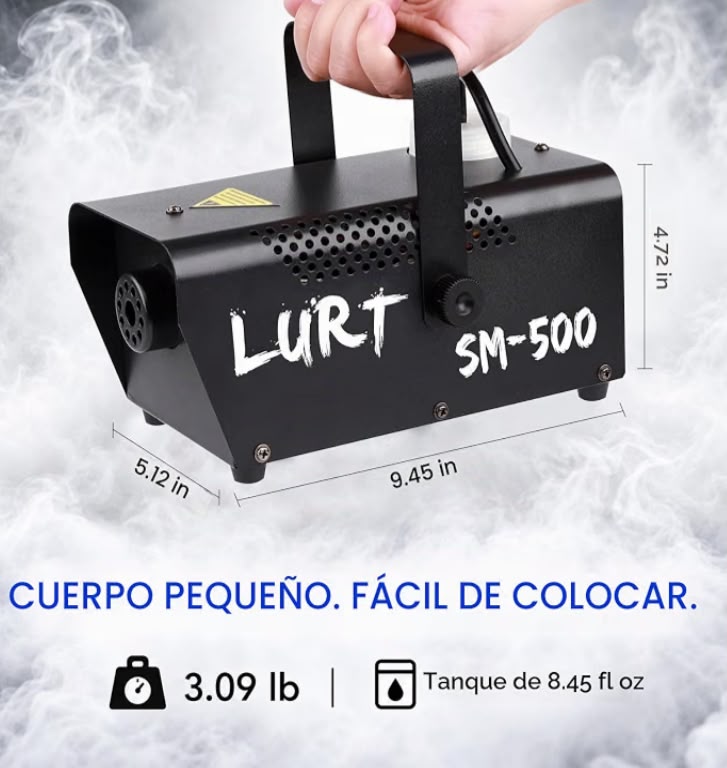 LURT
SM-500
4.72 in
5.12 in
9.45 in
CUERPO PEQUEÑO. FÁCIL DE COLOCAR.
3.09 lb
Tanque de 8.45 fl oz